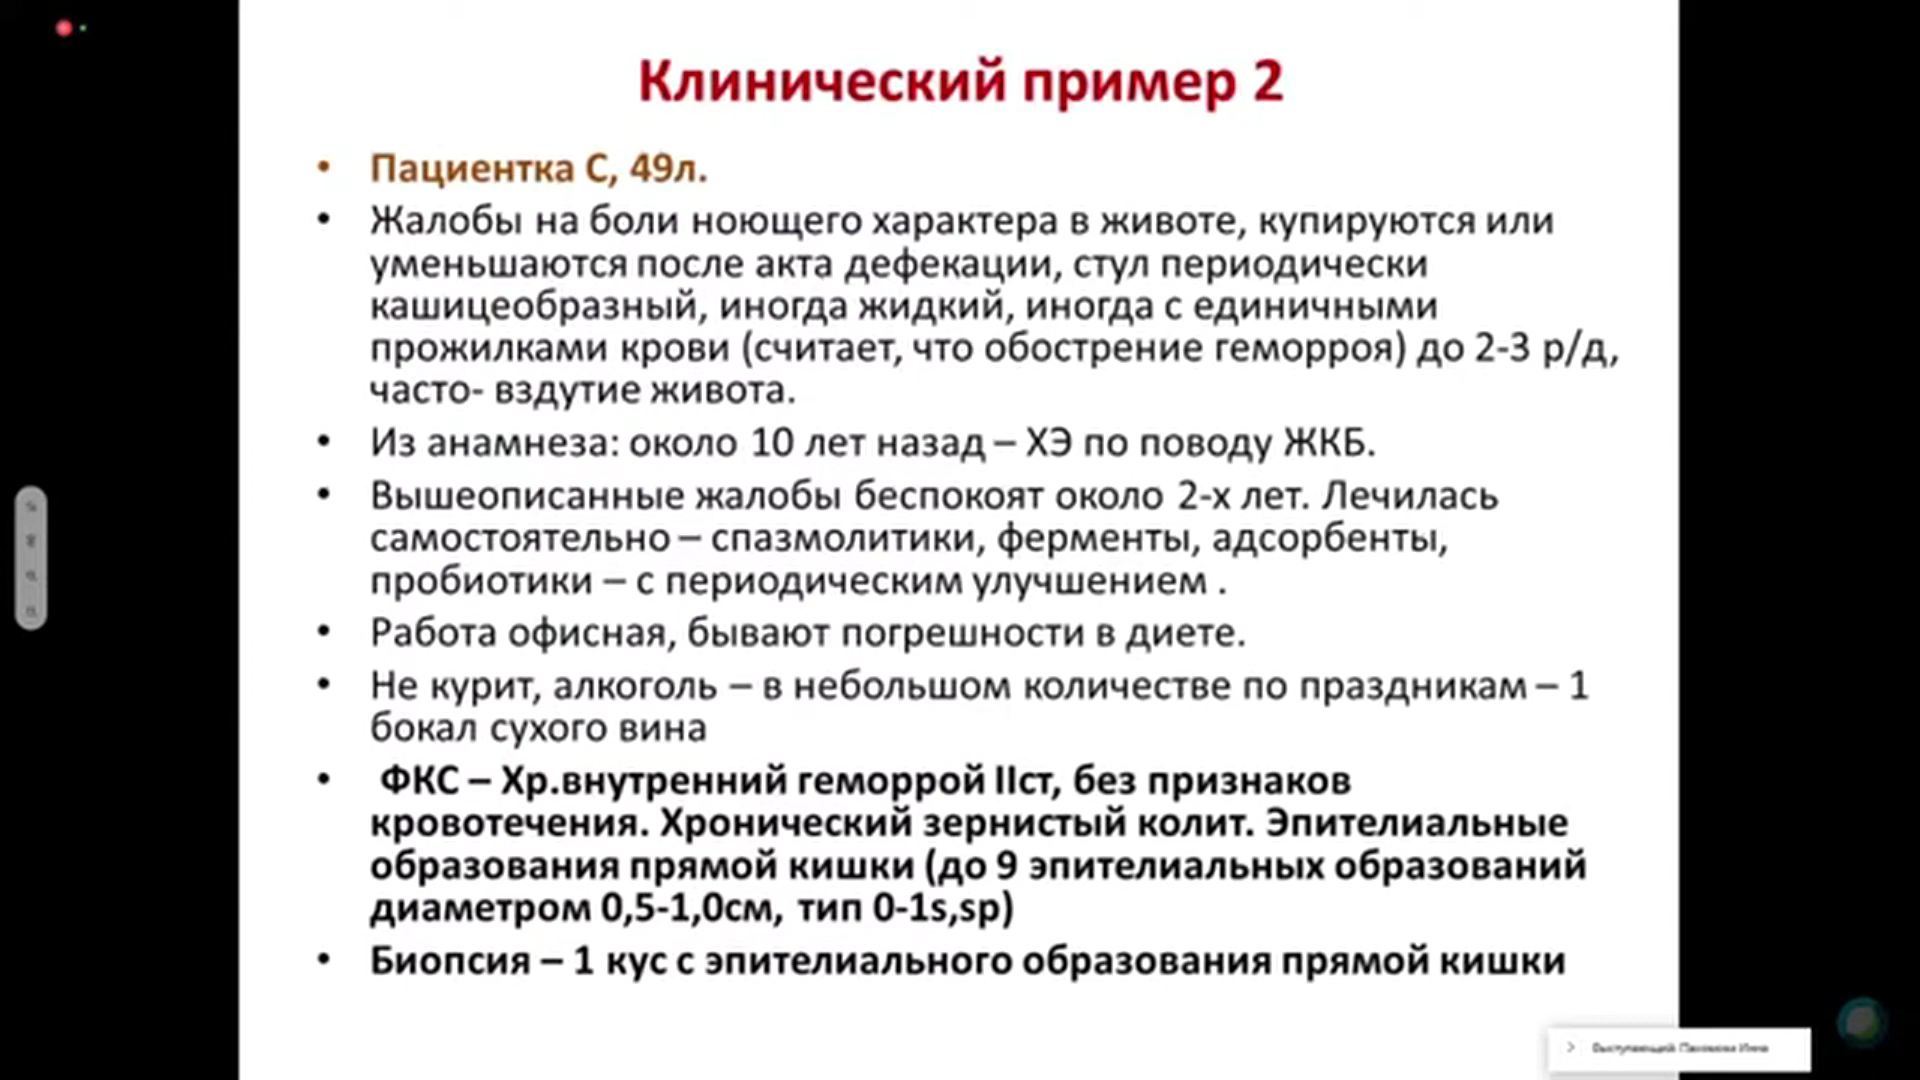 Клинический пример 2
• Пациентка С, 49л.
• Жалобы на боли ноющего характера в животе, купируются или
уменьшаются после акта дефекации, стул периодически
кашицеобразный, иногда жидкий, иногда с единичными
прожилками крови (считает, что обострение геморроя) до 2-3 р/д,
часто- вздутие живота.
• Из анамнеза: около 10 лет назад – ХЭ по поводу ЖКБ.
• Вышеописанные жалобы беспокоят около 2-х лет. Лечилась
самостоятельно – спазмолитики, ферменты, адсорбенты,
пробиотики – с периодическим улучшением .
• Работа офисная, бывают погрешности в диете.
• Не курит, алкоголь – в небольшом количестве по праздникам – 1
бокал сухого вина
• ФКС – Хр.внутренний геморрой IIст, без признаков
кровотечения. Хронический зернистый колит. Эпителиальные
образования прямой кишки (до 9 эпителиальных образований
диаметром 0,5-1,0см, тип 0-1s,sp)
• Биопсия – 1 кус с эпителиального образования прямой кишки